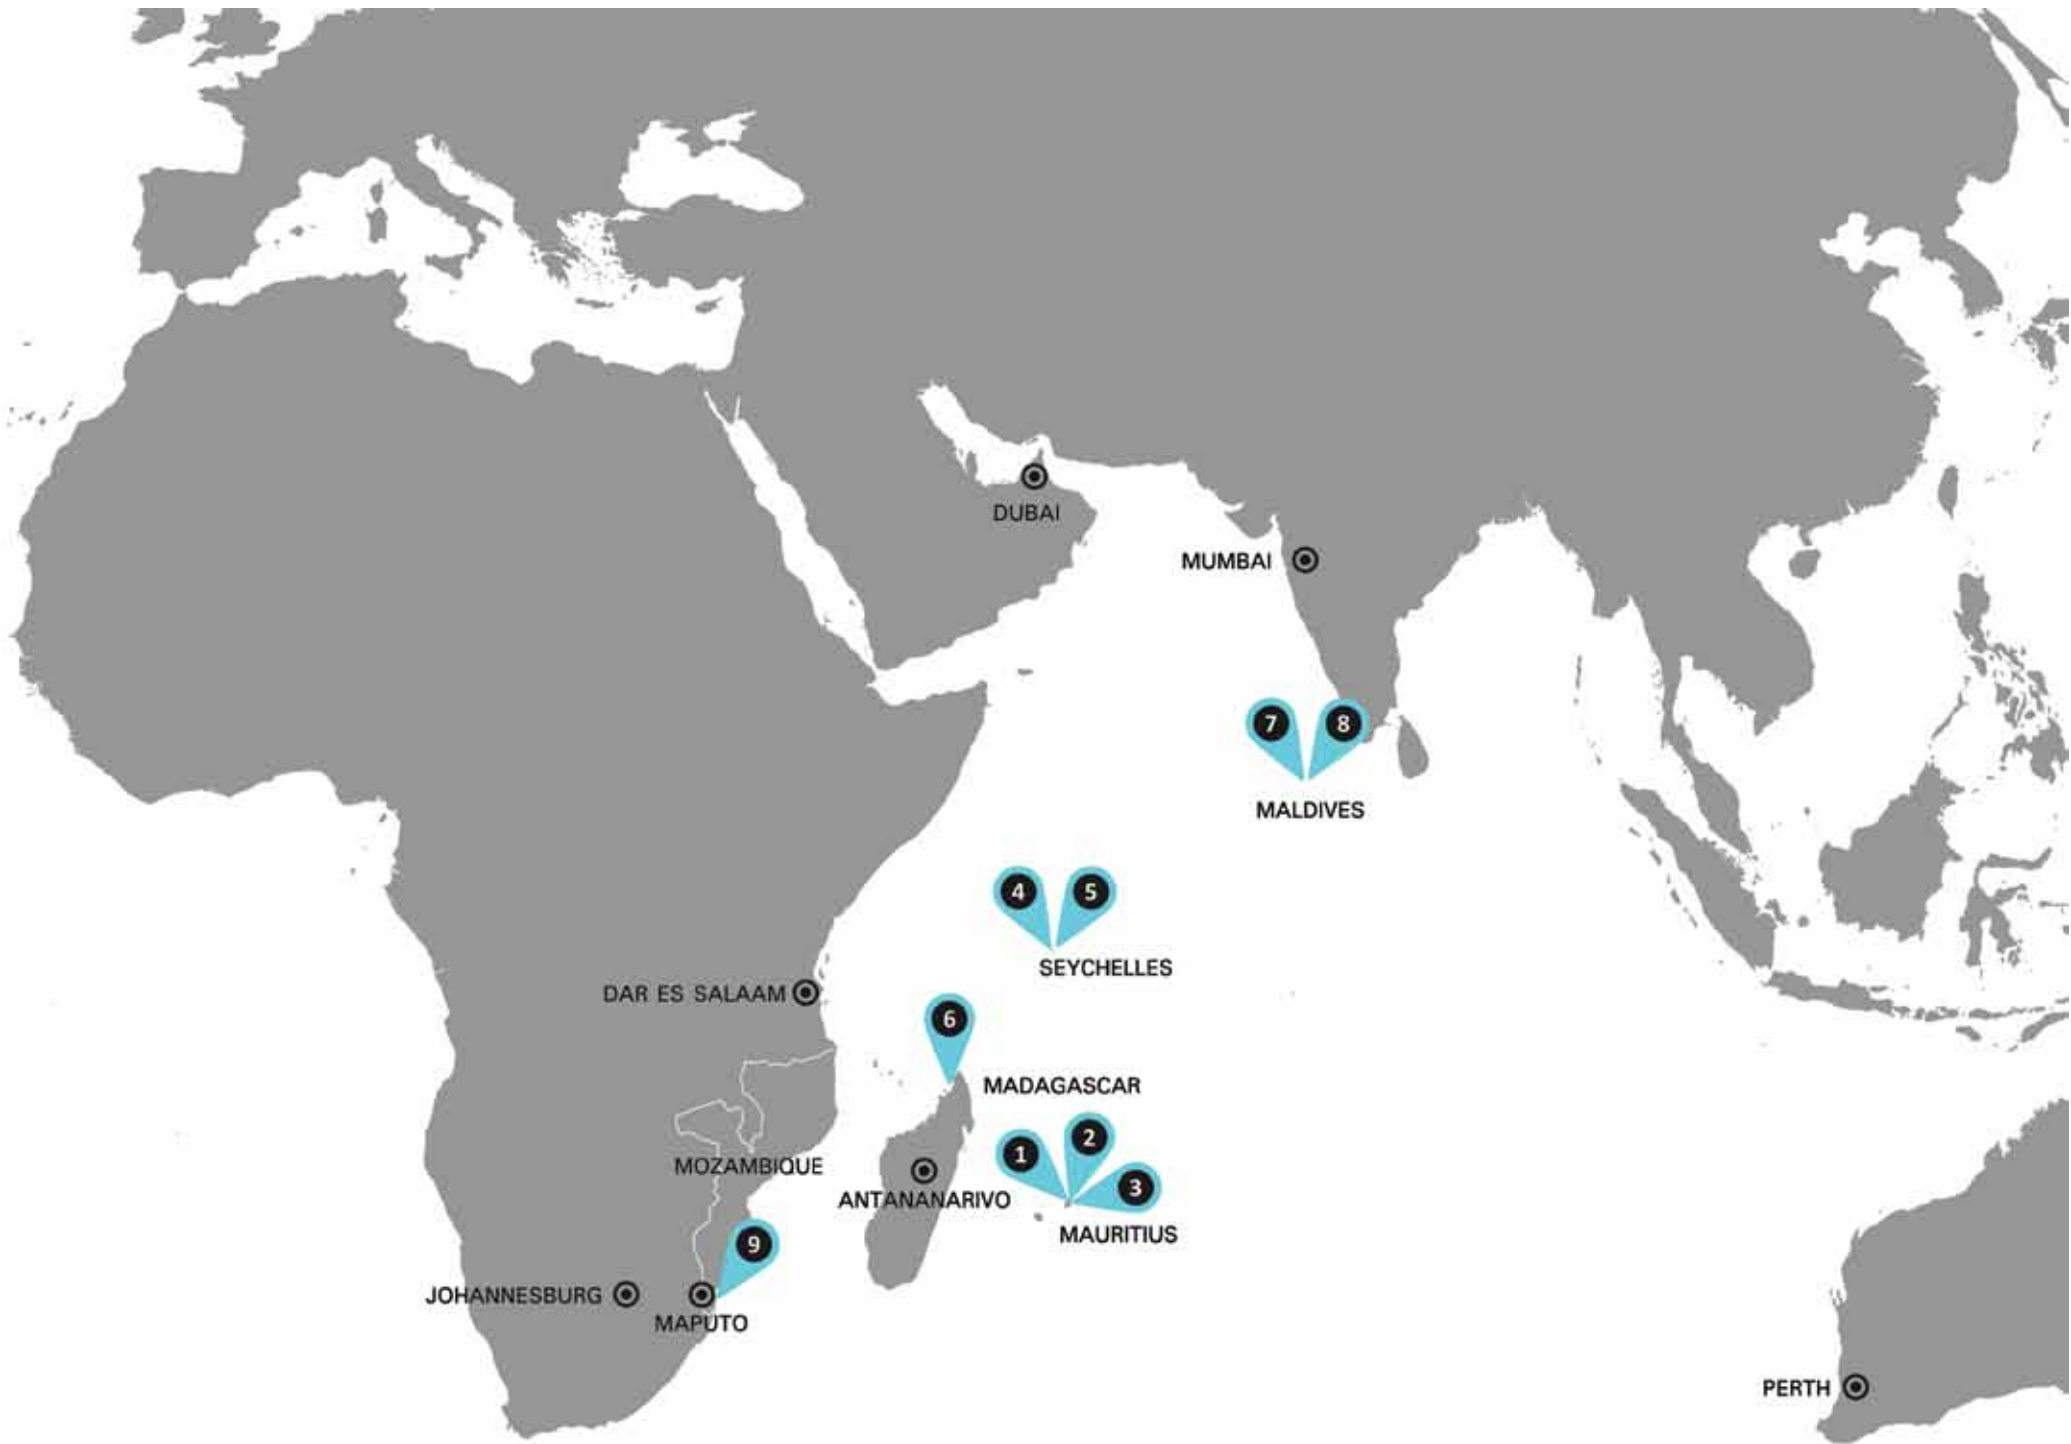 DUBAI
MUMBAI
7
8
MALDIVES
4
5
SEYCHELLES
DAR ES SALAAM
6
MADAGASCAR
2
1
MOZAMBIQUE
3
ANTANANARIVO
MAURITIUS
9
JOHANNESBURG
MAPUTO
PERTH